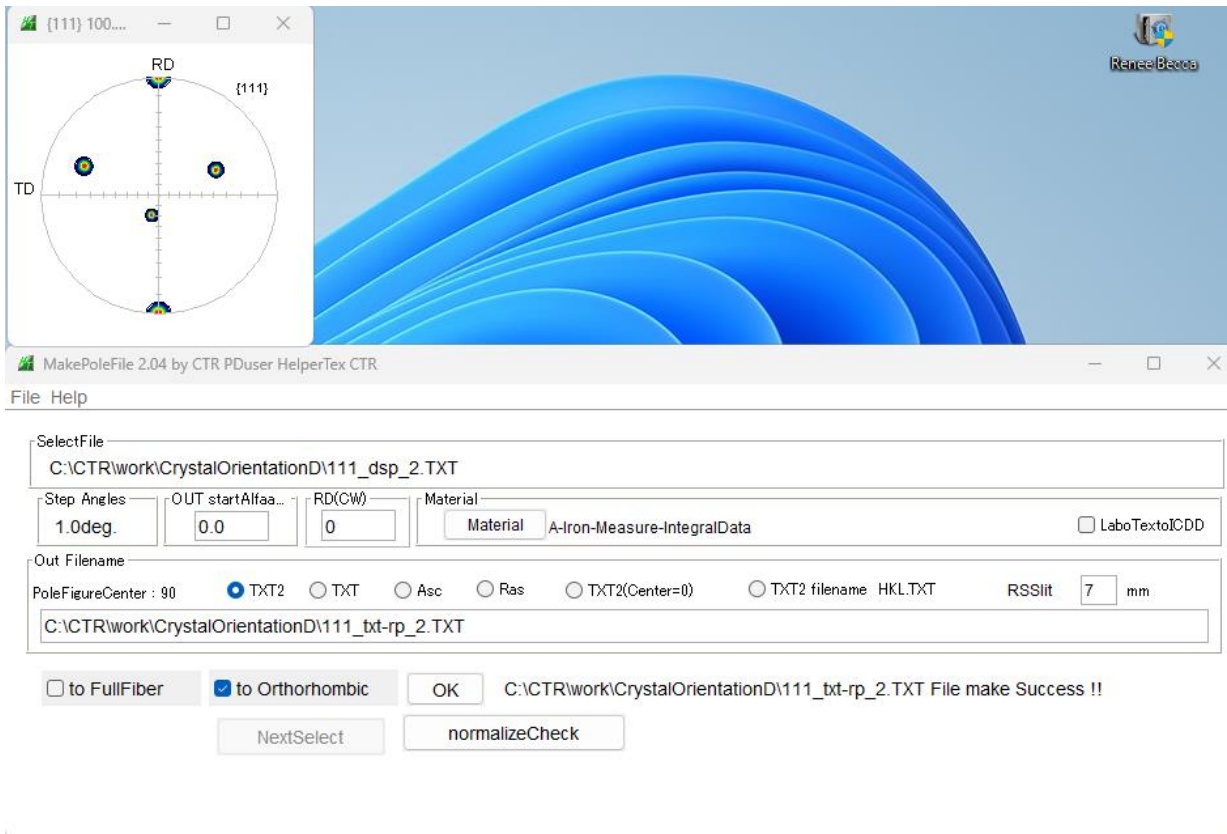 {111} 100....
RD
{111}
TD
Renee Becca
MakePoleFile 2.04 by CTR PDuser HelperTex CTR
File Help
SelectFile
C:\CTR\work\CrystalOrientationD\111_dsp_2.TXT
Step Angles OUT startAlfaa... RD(CW) Material
1.0deg. 0.0 0 Material A-Iron-Measure-IntegralData LaboTextoICDD
Out Filename
PoleFigureCenter : 90 TXT2 TXT Asc Ras TXT2(Center=0) TXT2 filename HKL.TXT RSSlit 7 mm
C:\CTR\work\CrystalOrientationD\111_txt-rp_2.TXT
to FullFiber to Orthorhombic OK C:\CTR\work\CrystalOrientationD\111_txt-rp_2.TXT File make Success !!
NextSelect normalizeCheck